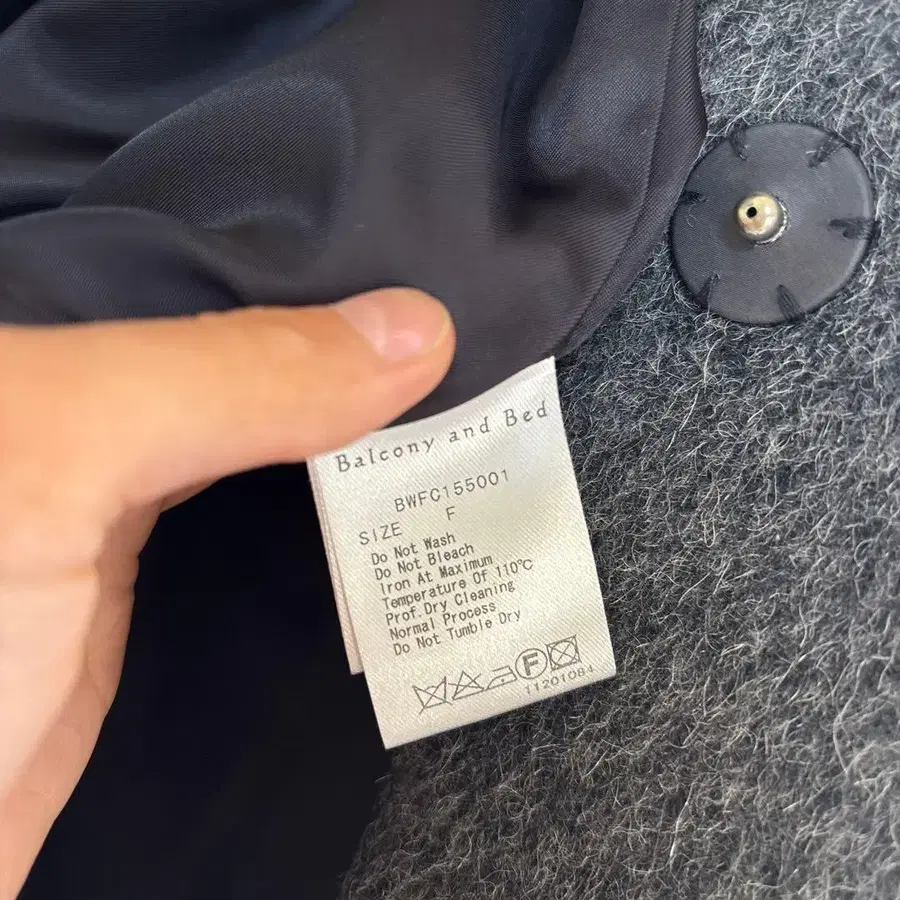 Balcony and Bed
BWFC155001
SIZE F
Do Not Wash
Do Not Bleach
Iron At Maximum
Temperature Of 110℃
Prof.Dry Cleaning
Normal Process
Do Not Tumble Dry
F
11201084